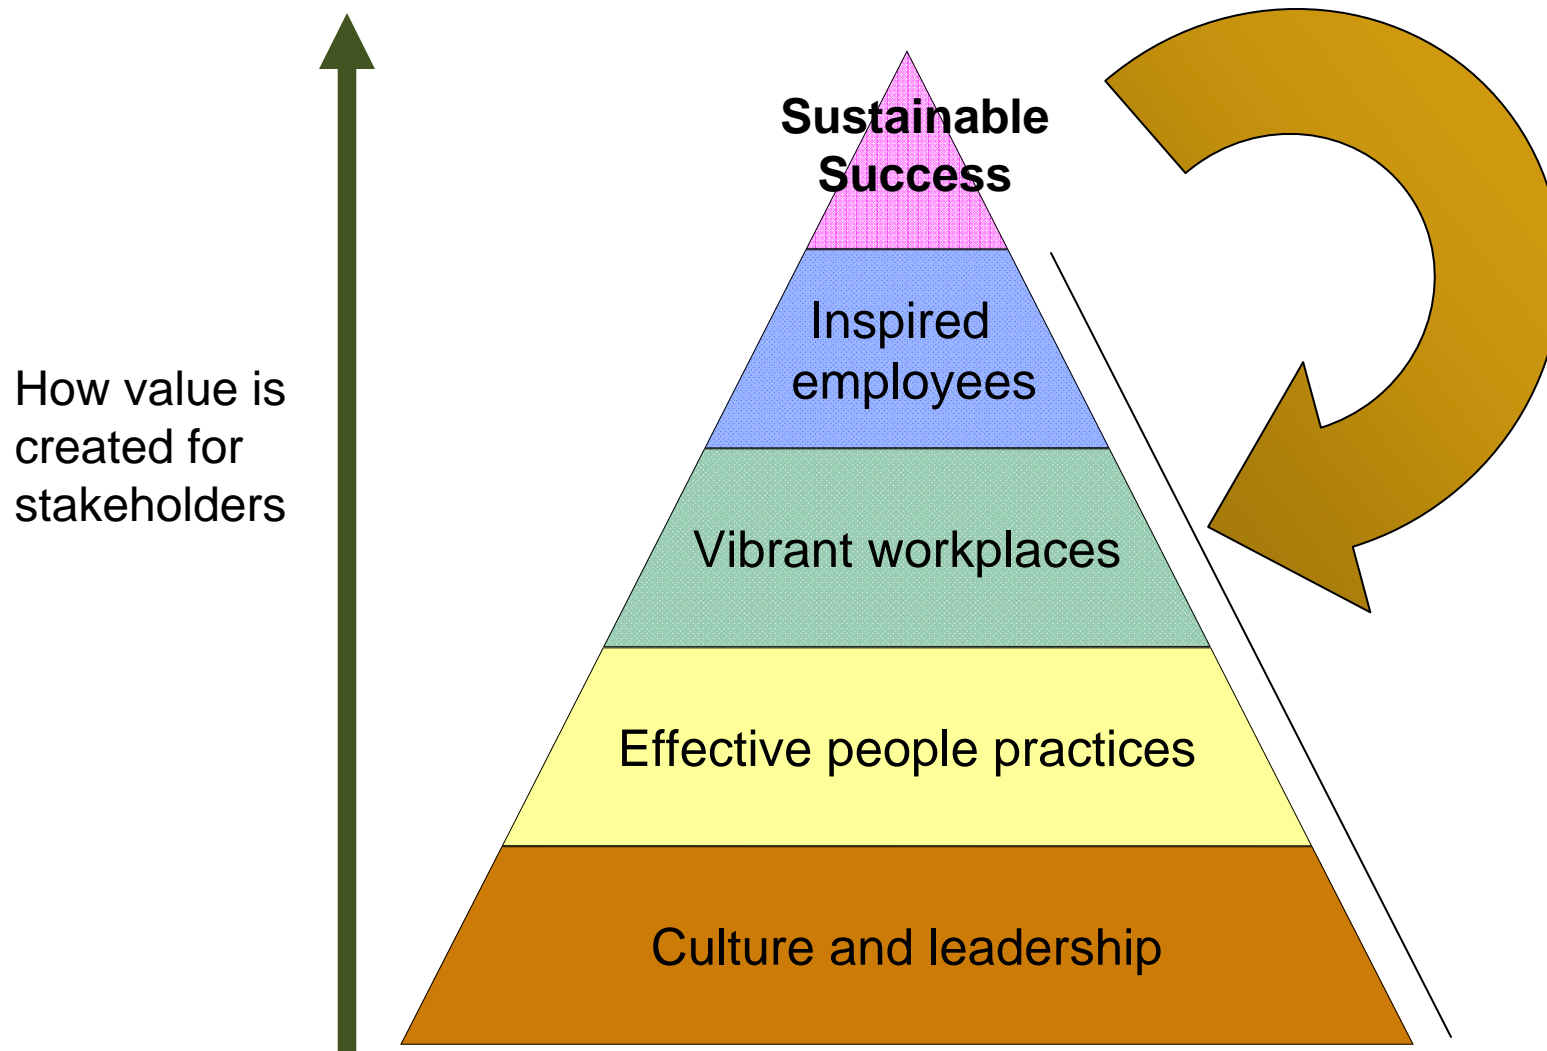 How value is
created for
stakeholders
Sustainable
Success
Inspired
employees
Vibrant workplaces
Effective people practices
Culture and leadership